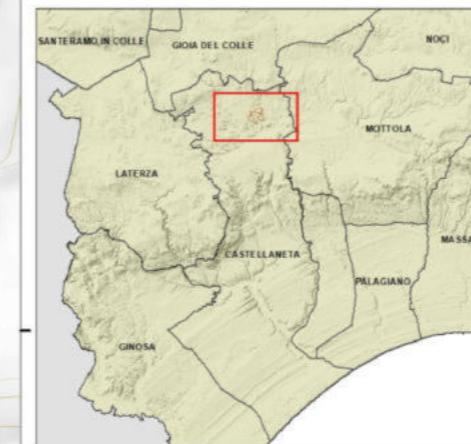 SANTERAMO IN COLLE
GIOIA DEL COLLE
NOCI
MOTTOLA
LATERZA
CASTELLANETA
MASSA
PALAGIANO
GINOSA